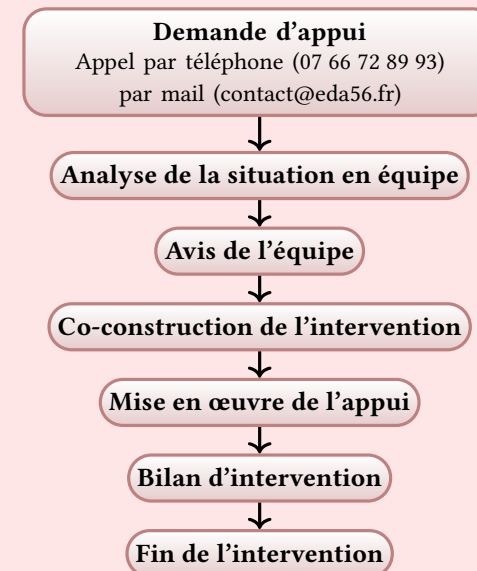 Demande d'appui
Appel par téléphone (07 66 72 89 93)
par mail (contact@eda56.fr)
Analyse de la situation en équipe
Avis de l'équipe
Co-construction de l'intervention
Mise en œuvre de l'appui
Bilan d'intervention
Fin de l'intervention